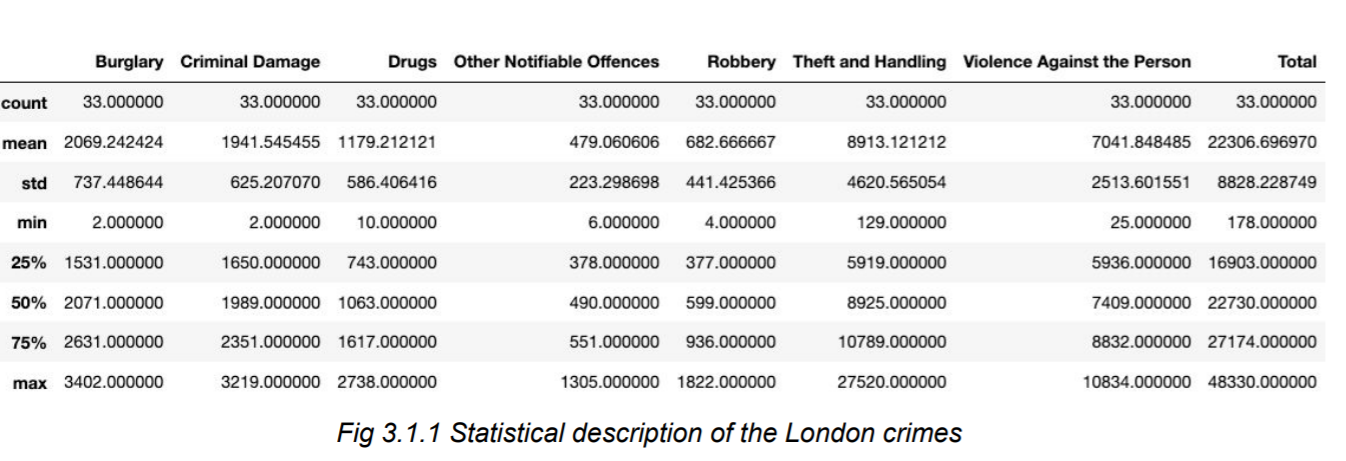 Burglary Criminal Damage Drugs Other Notifiable Offences Robbery Theft and Handling Violence Against the Person Total
count 33.000000 33.000000 33.000000 33.000000 33.000000 33.000000 33.000000 33.000000
mean 2069.242424 1941.545455 1179.212121 479.060606 682.666667 8913.121212 7041.848485 22306.696970
std 737.448644 625.207070 586.406416 223.298698 441.425366 4620.565054 2513.601551 8828.228749
min 2.000000 2.000000 10.000000 6.000000 4.000000 129.000000 25.000000 178.000000
25% 1531.000000 1650.000000 743.000000 378.000000 377.000000 5919.000000 5936.000000 16903.000000
50% 2071.000000 1989.000000 1063.000000 490.000000 599.000000 8925.000000 7409.000000 22730.000000
75% 2631.000000 2351.000000 1617.000000 551.000000 936.000000 10789.000000 8832.000000 27174.000000
max 3402.000000 3219.000000 2738.000000 1305.000000 1822.000000 27520.000000 10834.000000 48330.000000
Fig 3.1.1 Statistical description of the London crimes